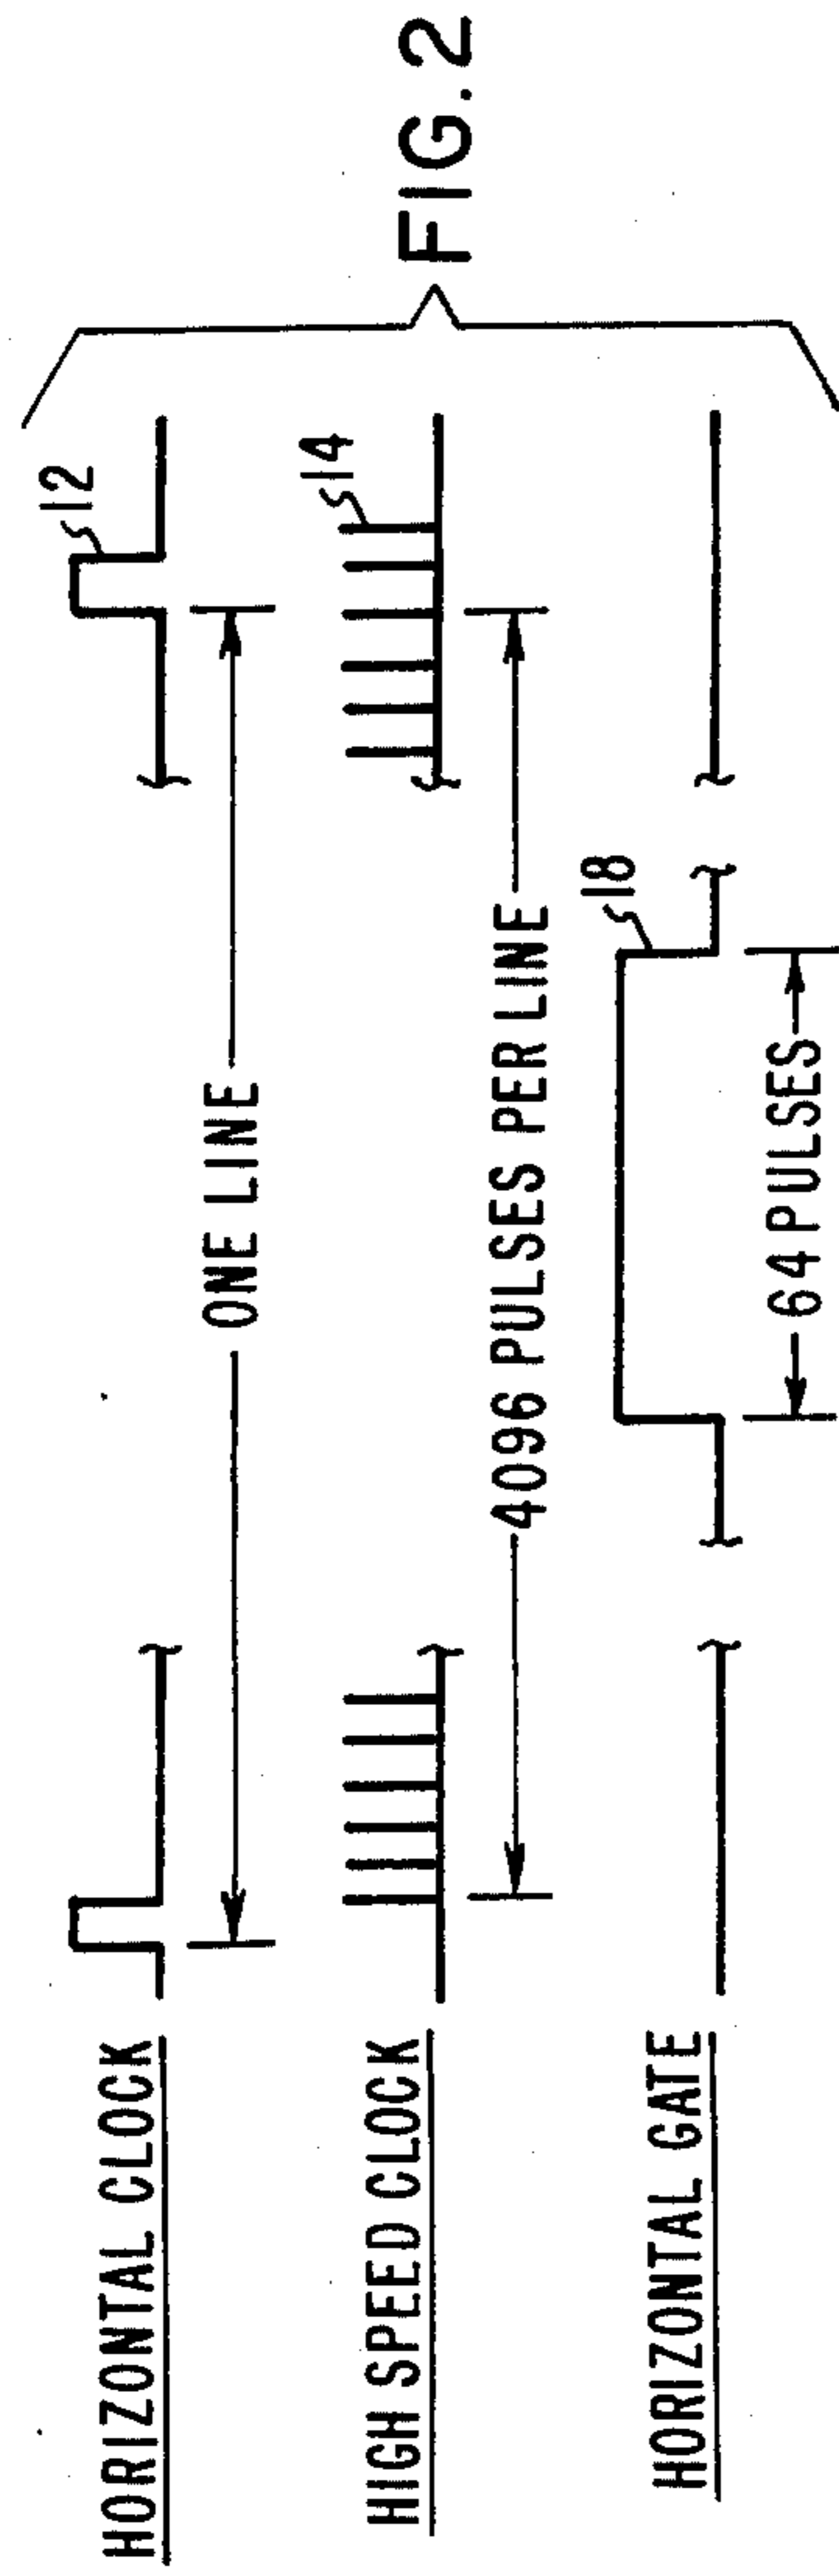 HORIZONTAL CLOCK
12
ONE LINE
HIGH SPEED CLOCK
14
4096 PULSES PER LINE
HORIZONTAL GATE
18
64 PULSES
FIG. 2